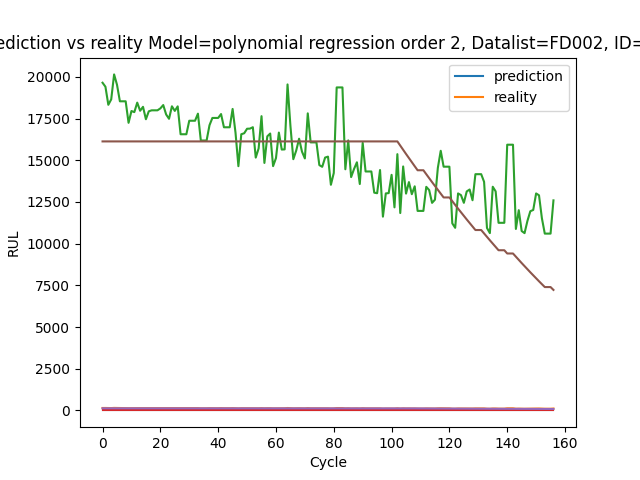 ediction vs reality Model=polynomial regression order 2, Datalist=FD002, ID=
prediction
reality
RUL
20000
17500
15000
12500
10000
7500
5000
2500
0
0 20 40 60 80 100 120 140 160
Cycle